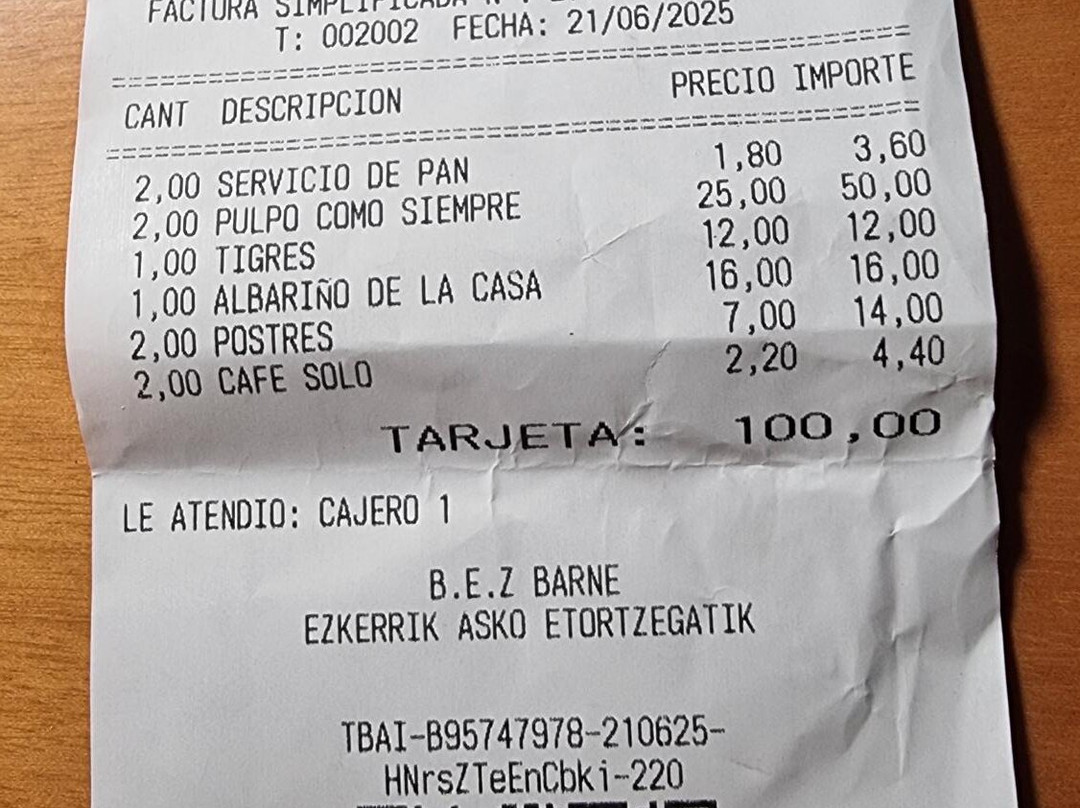 FACTURA SIMPLIFICADA N
T: 002002 FECHA: 21/06/2025
CANT DESCRIPCION PRECIO IMPORTE
2,00 SERVICIO DE PAN 1,80 3,60
2,00 PULPO COMO SIEMPRE 25,00 50,00
1,00 TIGRES 12,00 12,00
1,00 ALBARIÑO DE LA CASA 16,00 16,00
2,00 POSTRES 7,00 14,00
2,00 CAFE SOLO 2,20 4,40
TARJETA: 100,00
LE ATENDIO: CAJERO 1
B.E.Z BARNE
EZKERRIK ASKO ETORTZEGATIK
TBAI-B95747978-210625-
HNrsZTeEnCbki-220